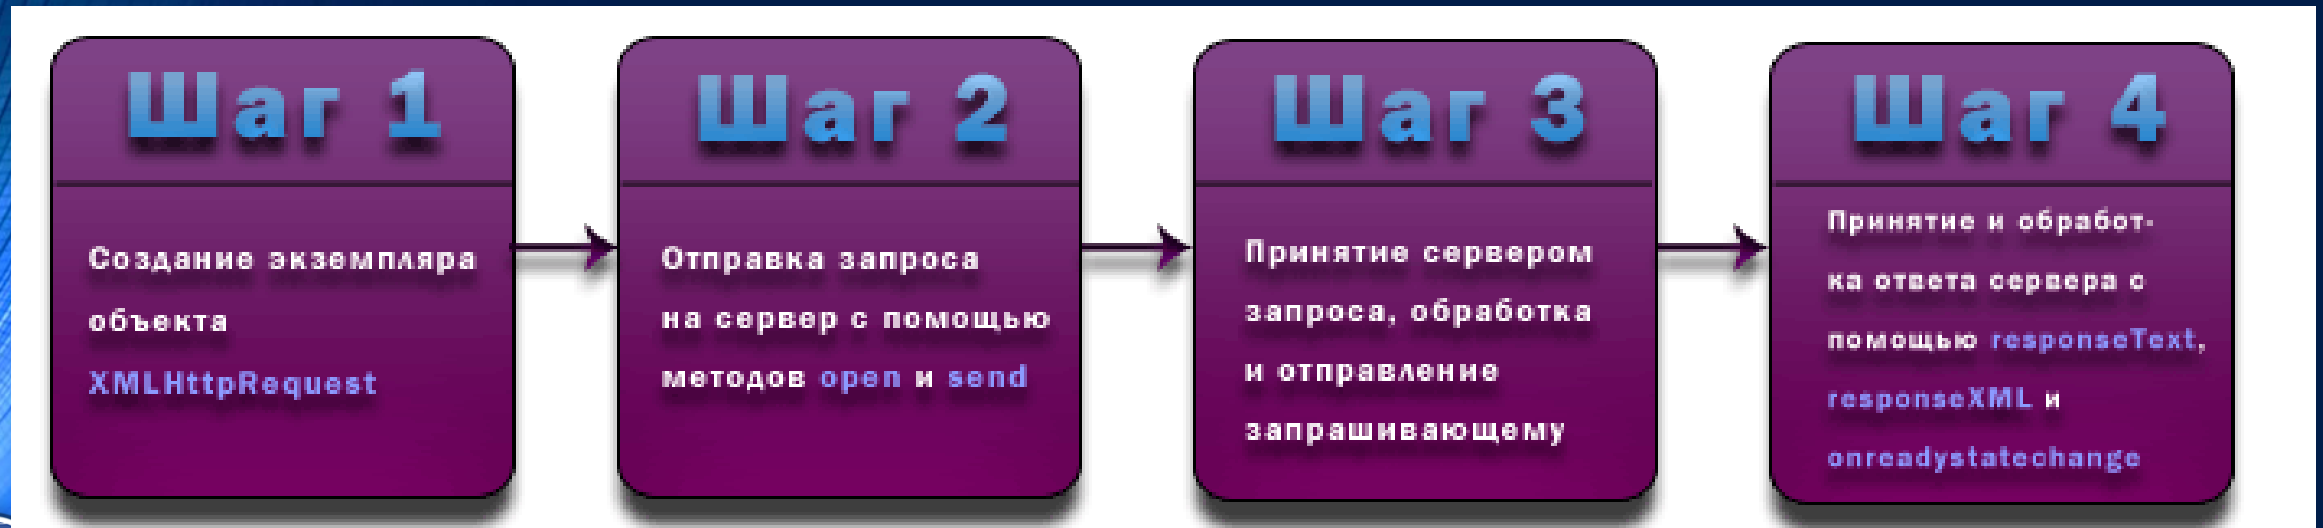 Шаг 1
Создание экземпляра
объекта
XMLHttpRequest
Шаг 2
Отправка запроса
на сервер с помощью
методов open и send
Шаг 3
Принятие сервером
запроса, обработка
и отправление
запрашивающему
Шаг 4
Принятие и обработ-
ка ответа сервера с
помощью responseText,
responseXML и
onreadystatechange